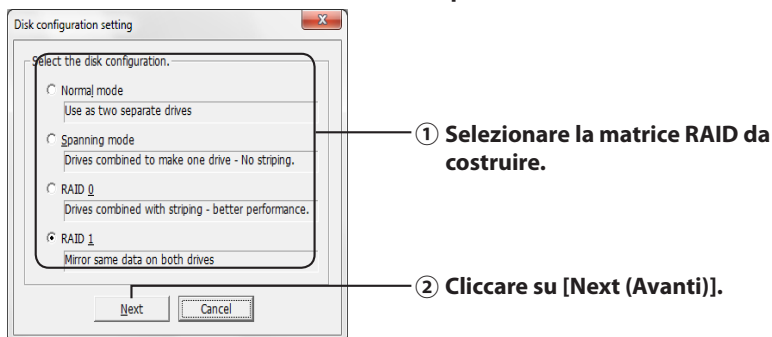 Disk configuration setting
x
Select the disk configuration.
Normal mode
Use as two separate drives
Spanning mode
Drives combined to make one drive - No striping.
RAID 0
Drives combined with striping - better performance.
RAID 1
Mirror same data on both drives
Next
Cancel
① Selezionare la matrice RAID da
costruire.
② Cliccare su [Next (Avanti)].